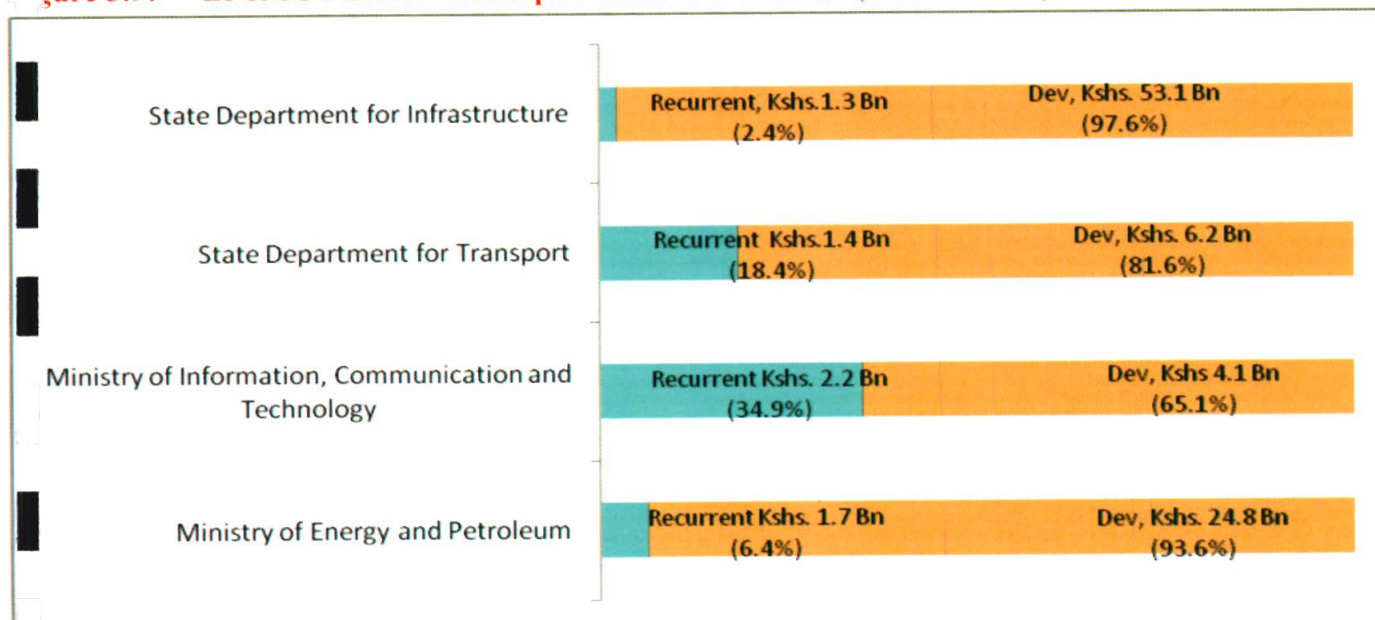 State Department for Infrastructure
Recurrent, Kshs.1.3 Bn
(2.4%)
Dev, Kshs. 53.1 Bn
(97.6%)
State Department for Transport
Recurrent Kshs.1.4 Bn
(18.4%)
Dev, Kshs. 6.2 Bn
(81.6%)
Ministry of Information, Communication and
Technology
Recurrent Kshs. 2.2 Bn
(34.9%)
Dev, Kshs 4.1 Bn
(65.1%)
Ministry of Energy and Petroleum
Recurrent Kshs. 1.7 Bn
(6.4%)
Dev, Kshs. 24.8 Bn
(93.6%)